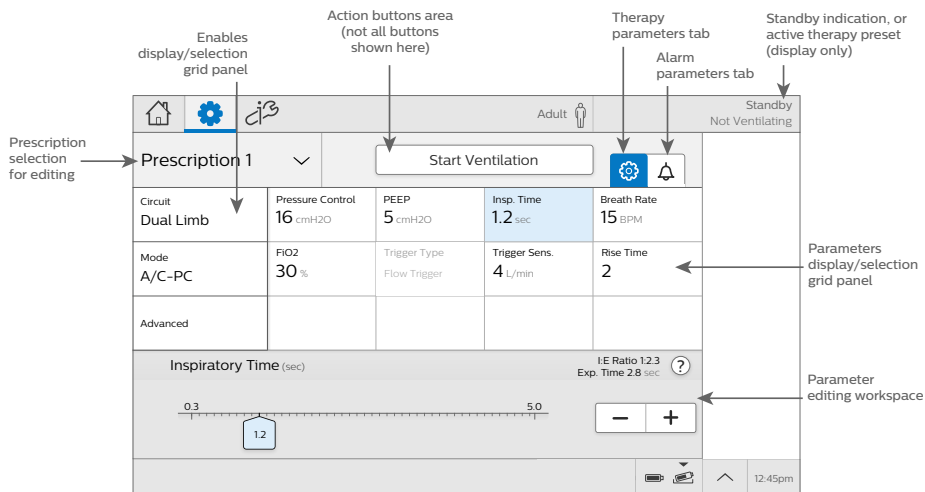 Action buttons area
(not all buttons
shown here)
Therapy
parameters tab
Standby indication, or
active therapy preset
(display only)
Enables
display/selection
grid panel
Alarm
parameters tab
Adult
Standby
Not Ventilating
Prescription
selection
for editing
Prescription 1
Start Ventilation
Circuit
Dual Limb
Pressure Control
16 cmH2O
PEEP
5 cmH2O
Insp. Time
1.2 sec
Breath Rate
15 BPM
Mode
A/C-PC
FiO2
30 %
Trigger Type
Flow Trigger
Trigger Sens.
4 L/min
Rise Time
2
Parameters
display/selection
grid panel
Advanced
Inspiratory Time (sec)
I:E Ratio 1:2.3
Exp. Time 2.8 sec
?
Parameter
editing workspace
0.3
5.0
1.2
− +
12:45pm